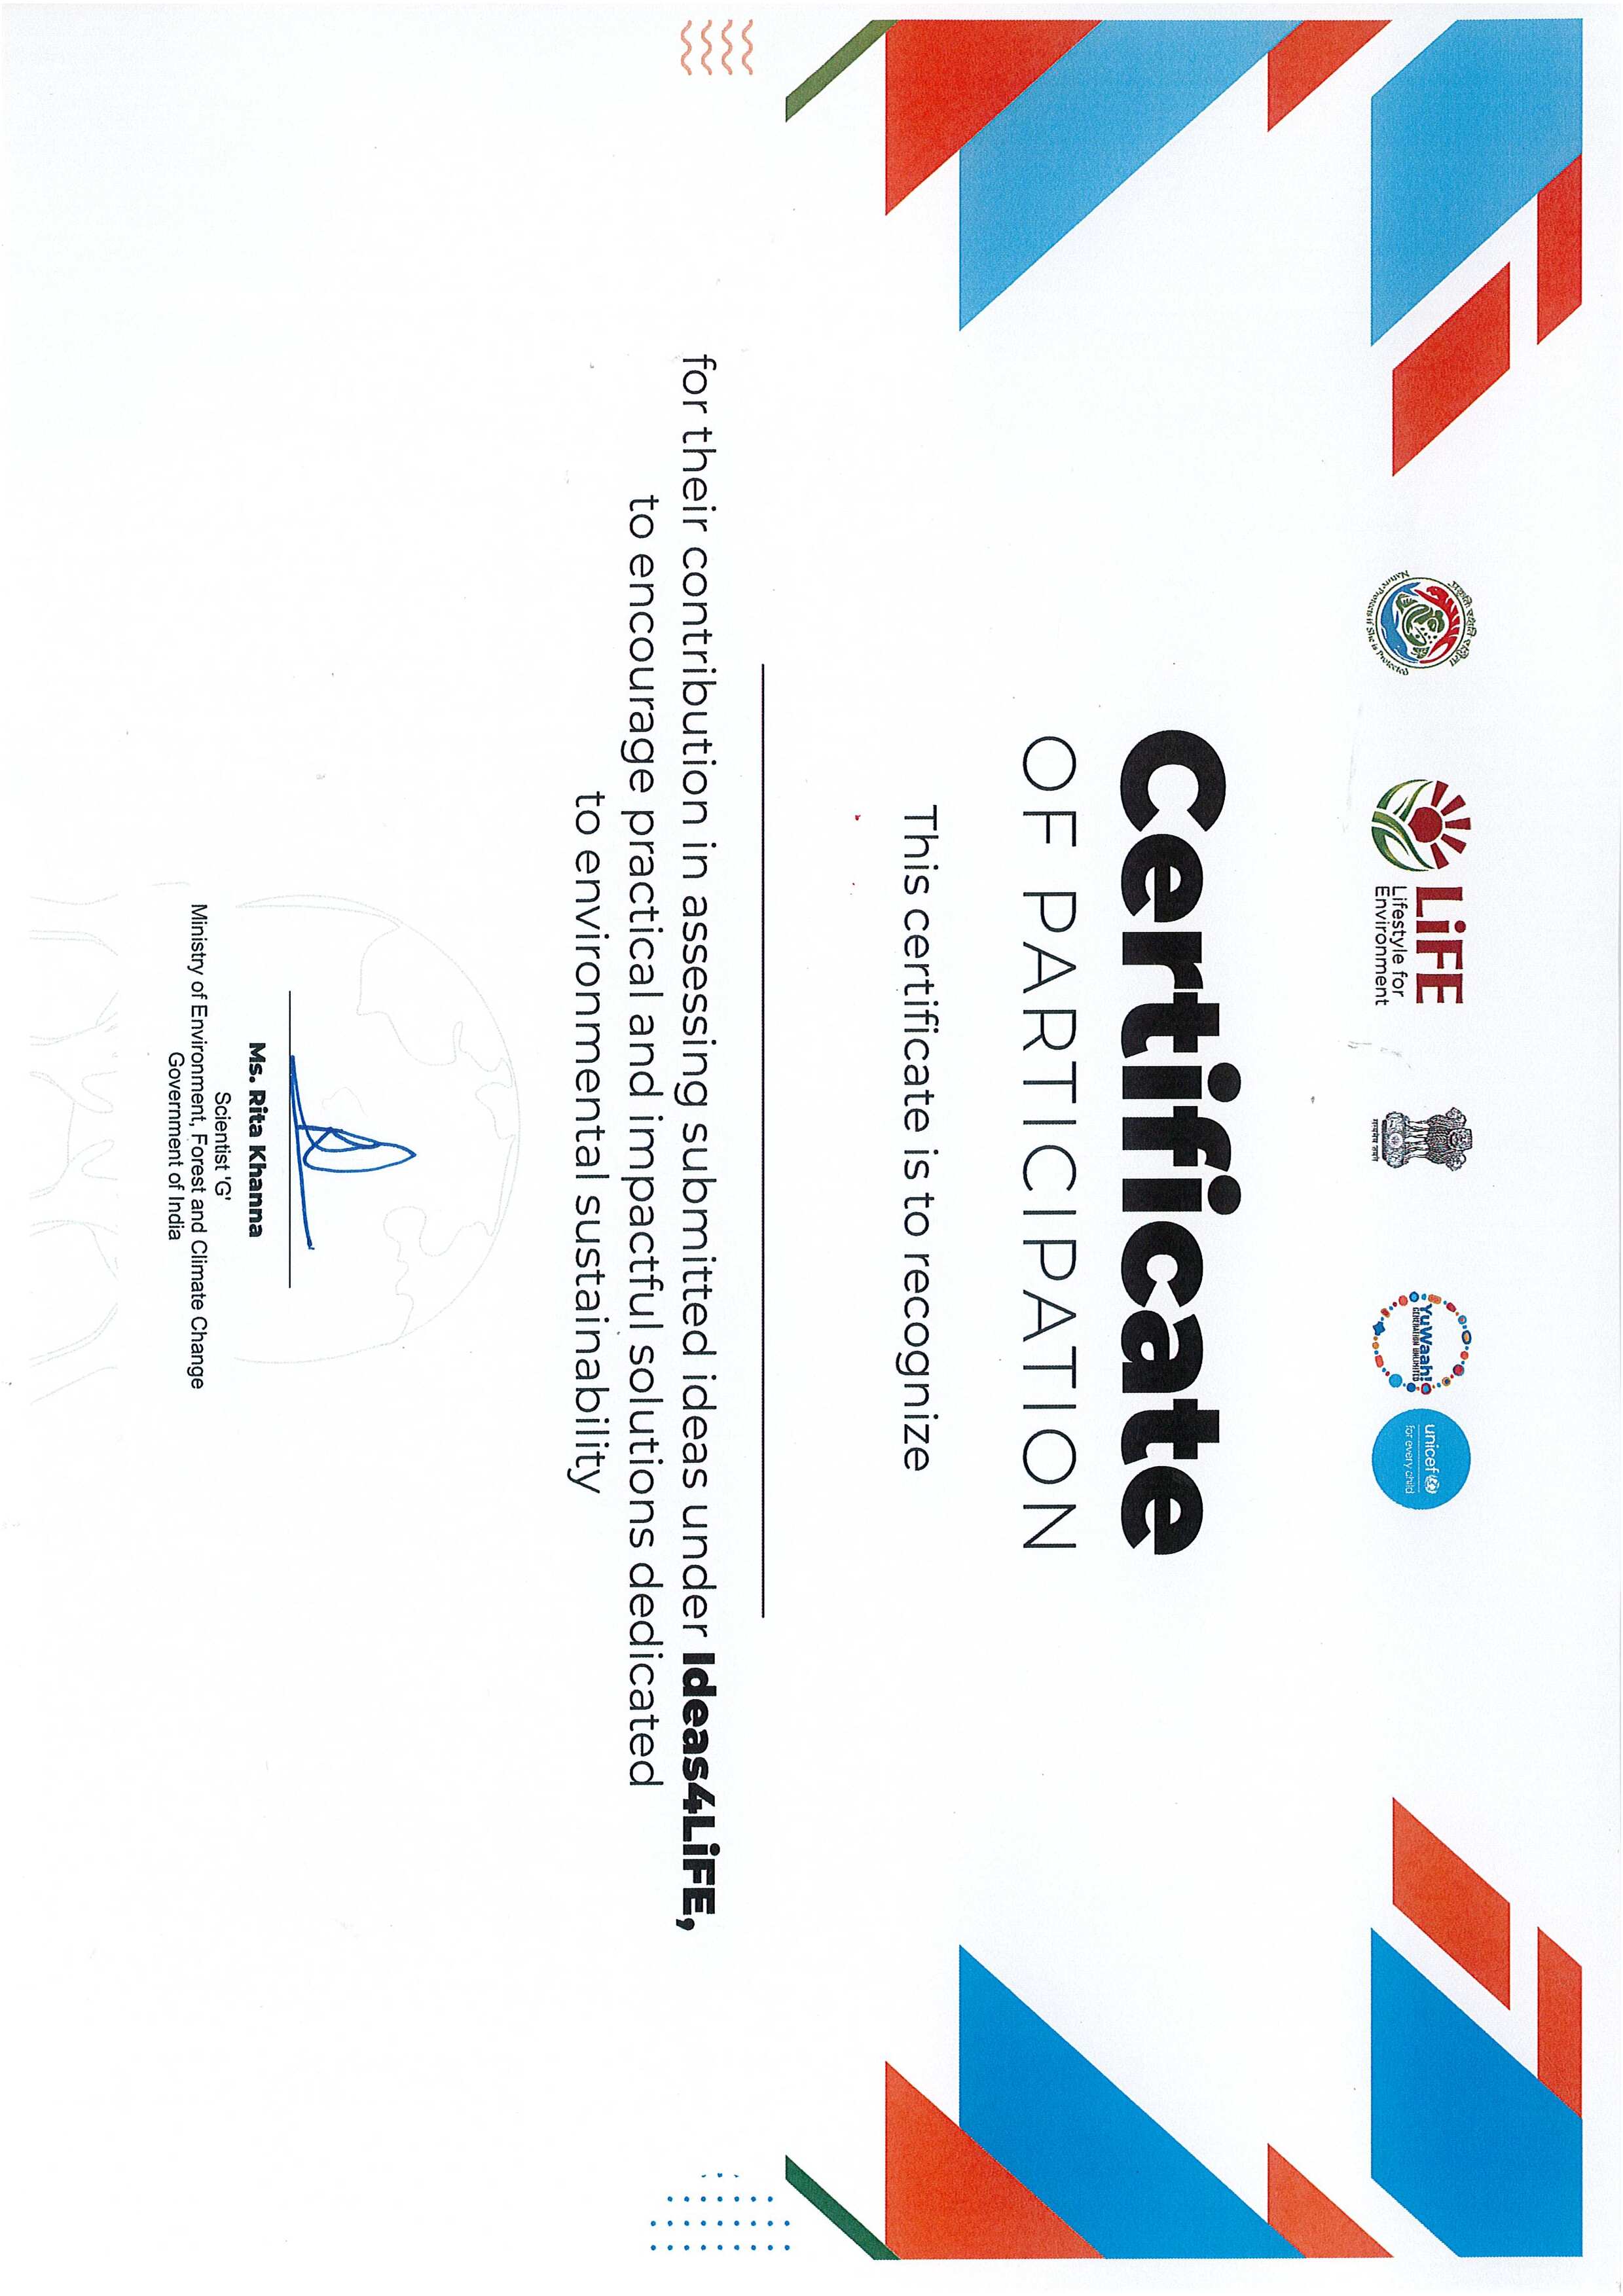 प्रकृतिः रक्षति रक्षिता
Nature Protects if She is Protected
LiFE
Lifestyle for
Environment
सत्यमेव जयते
YuWaah!
GENERATION UNLIMITED
unicef
for every child
Certificate
OF PARTICIPATION
This certificate is to recognize
for their contribution in assessing submitted ideas under Ideas4LiFE,
to encourage practical and impactful solutions dedicated
to environmental sustainability
Ms. Rita Khanna
Scientist 'G'
Ministry of Environment, Forest and Climate Change
Government of India